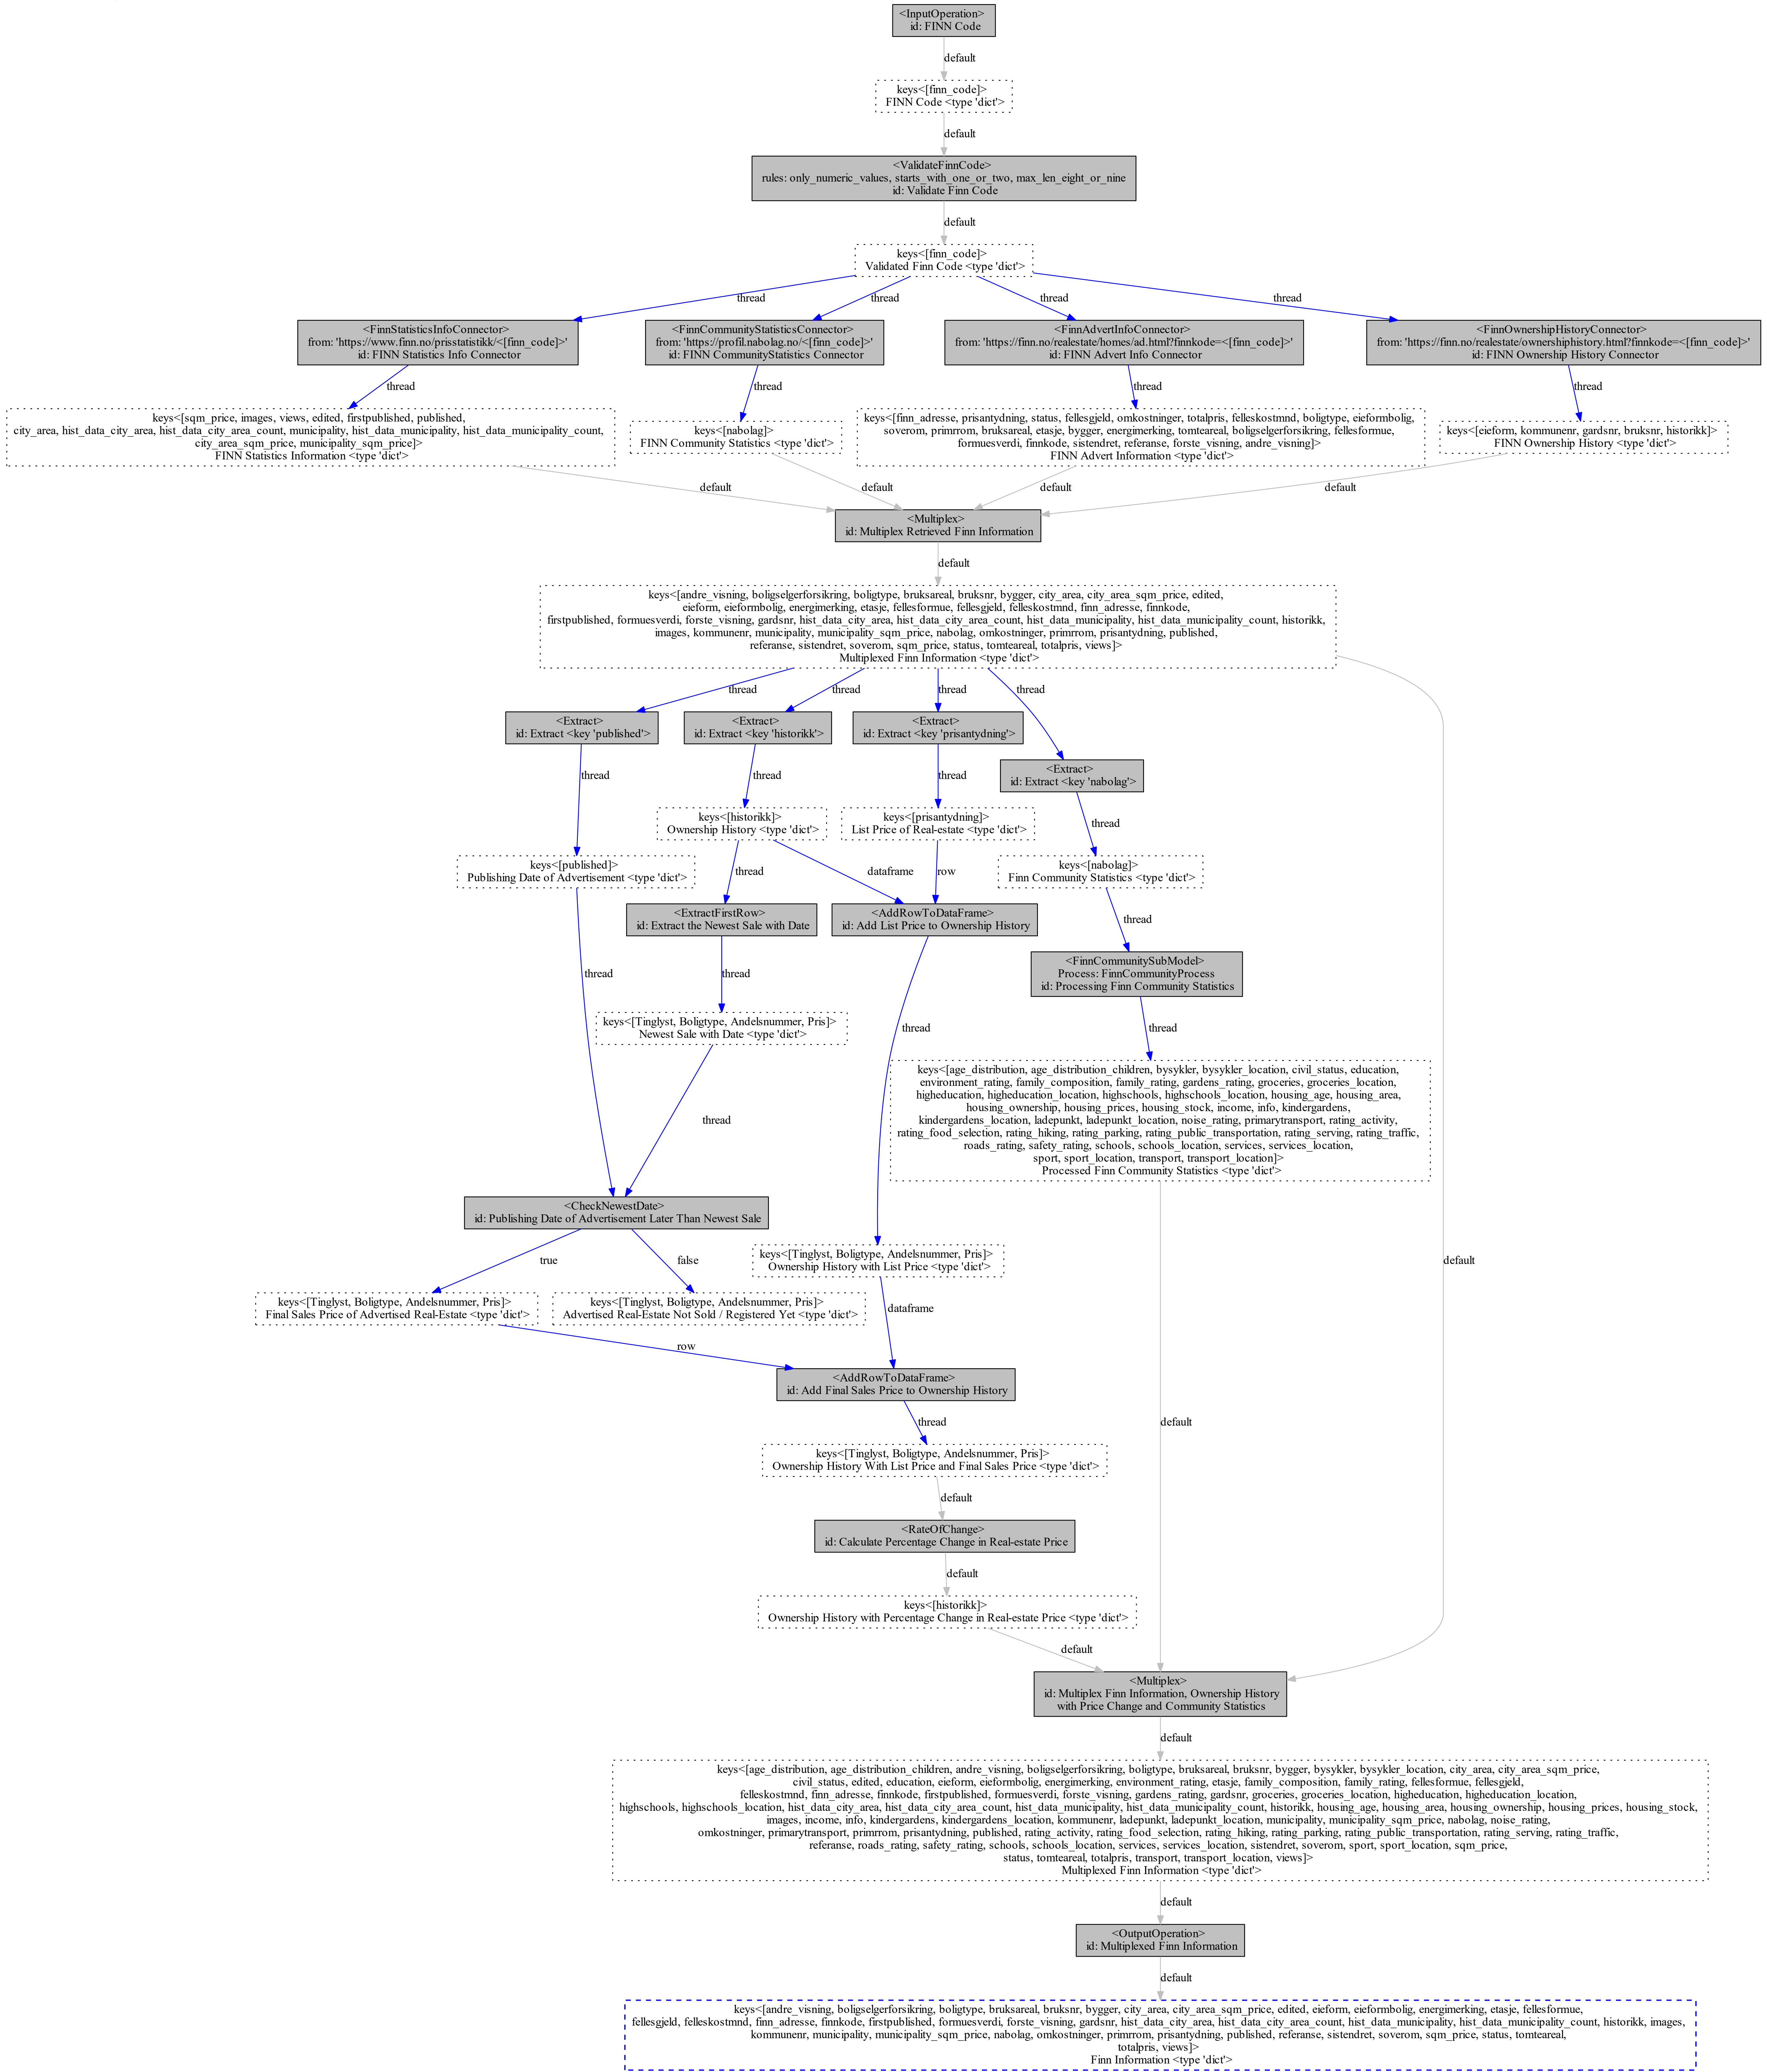 <InputOperation>
id: FINN Code
default
keys<[finn_code]>
FINN Code <type 'dict'>
default
<ValidateFinnCode>
rules: only_numeric_values, starts_with_one_or_two, max_len_eight_or_nine
id: Validate Finn Code
default
keys<[finn_code]>
Validated Finn Code <type 'dict'>
thread
thread
thread
thread
<FinnStatisticsInfoConnector>
from: 'https://www.finn.no/prisstatistikk/<[finn_code]>'
id: FINN Statistics Info Connector
<FinnCommunityStatisticsConnector>
from: 'https://profil.nabolag.no/<[finn_code]>'
id: FINN CommunityStatistics Connector
<FinnAdvertInfoConnector>
from: 'https://finn.no/realestate/homes/ad.html?finnkode=<[finn_code]>'
id: FINN Advert Info Connector
<FinnOwnershipHistoryConnector>
from: 'https://finn.no/realestate/ownershiphistory.html?finnkode=<[finn_code]>'
id: FINN Ownership History Connector
thread
thread
thread
thread
keys<[sqm_price, images, views, edited, firstpublished, published,
city_area, hist_data_city_area, hist_data_city_area_count, municipality, hist_data_municipality, hist_data_municipality_count,
city_area_sqm_price, municipality_sqm_price]>
FINN Statistics Information <type 'dict'>
keys<[nabolag]>
FINN Community Statistics <type 'dict'>
keys<[finn_adresse, prisantydning, status, fellesgjeld, omkostninger, totalpris, felleskostmnd, boligtype, eieformbolig,
soverom, primrrom, bruksareal, etasje, bygger, energimerking, tomteareal, boligselgerforsikring, fellesformue,
formuesverdi, finnkode, sistendret, referanse, forste_visning, andre_visning]>
FINN Advert Information <type 'dict'>
keys<[eieform, kommunenr, gardsnr, bruksnr, historikk]>
FINN Ownership History <type 'dict'>
default
default
default
default
<Multiplex>
id: Multiplex Retrieved Finn Information
default
keys<[andre_visning, boligselgerforsikring, boligtype, bruksareal, bruksnr, bygger, city_area, city_area_sqm_price, edited,
eieform, eieformbolig, energimerking, etasje, fellesformue, fellesgjeld, felleskostmnd, finn_adresse, finnkode,
firstpublished, formuesverdi, forste_visning, gardsnr, hist_data_city_area, hist_data_city_area_count, hist_data_municipality, hist_data_municipality_count, historikk,
images, kommunenr, municipality, municipality_sqm_price, nabolag, omkostninger, primrrom, prisantydning, published,
referanse, sistendret, soverom, sqm_price, status, tomteareal, totalpris, views]>
Multiplexed Finn Information <type 'dict'>
thread
thread
thread
thread
<Extract>
id: Extract <key 'published'>
<Extract>
id: Extract <key 'historikk'>
<Extract>
id: Extract <key 'prisantydning'>
<Extract>
id: Extract <key 'nabolag'>
thread
thread
thread
thread
keys<[historikk]>
Ownership History <type 'dict'>
keys<[prisantydning]>
List Price of Real-estate <type 'dict'>
keys<[published]>
Publishing Date of Advertisement <type 'dict'>
keys<[nabolag]>
Finn Community Statistics <type 'dict'>
thread
dataframe
row
thread
<ExtractFirstRow>
id: Extract the Newest Sale with Date
<AddRowToDataFrame>
id: Add List Price to Ownership History
<FinnCommunitySubModel>
Process: FinnCommunityProcess
id: Processing Finn Community Statistics
thread
thread
thread
thread
keys<[Tinglyst, Boligtype, Andelsnummer, Pris]>
Newest Sale with Date <type 'dict'>
keys<[age_distribution, age_distribution_children, bysykler, bysykler_location, civil_status, education,
environment_rating, family_composition, family_rating, gardens_rating, groceries, groceries_location,
higheducation, higheducation_location, highschools, highschools_location, housing_age, housing_area,
housing_ownership, housing_prices, housing_stock, income, info, kindergardens,
kindergardens_location, ladepunkt, ladepunkt_location, noise_rating, primarytransport, rating_activity,
rating_food_selection, rating_hiking, rating_parking, rating_public_transportation, rating_serving, rating_traffic,
roads_rating, safety_rating, schools, schools_location, services, services_location,
sport, sport_location, transport, transport_location]>
Processed Finn Community Statistics <type 'dict'>
thread
<CheckNewestDate>
id: Publishing Date of Advertisement Later Than Newest Sale
true
false
keys<[Tinglyst, Boligtype, Andelsnummer, Pris]>
Ownership History with List Price <type 'dict'>
default
keys<[Tinglyst, Boligtype, Andelsnummer, Pris]>
Final Sales Price of Advertised Real-Estate <type 'dict'>
keys<[Tinglyst, Boligtype, Andelsnummer, Pris]>
Advertised Real-Estate Not Sold / Registered Yet <type 'dict'>
dataframe
row
<AddRowToDataFrame>
id: Add Final Sales Price to Ownership History
thread
default
keys<[Tinglyst, Boligtype, Andelsnummer, Pris]>
Ownership History With List Price and Final Sales Price <type 'dict'>
default
<RateOfChange>
id: Calculate Percentage Change in Real-estate Price
default
keys<[historikk]>
Ownership History with Percentage Change in Real-estate Price <type 'dict'>
default
<Multiplex>
id: Multiplex Finn Information, Ownership History
with Price Change and Community Statistics
default
keys<[age_distribution, age_distribution_children, andre_visning, boligselgerforsikring, boligtype, bruksareal, bruksnr, bygger, bysykler, bysykler_location, city_area, city_area_sqm_price,
civil_status, edited, education, eieform, eieformbolig, energimerking, environment_rating, etasje, family_composition, family_rating, fellesformue, fellesgjeld,
felleskostmnd, finn_adresse, finnkode, firstpublished, formuesverdi, forste_visning, gardens_rating, gardsnr, groceries, groceries_location, higheducation, higheducation_location,
highschools, highschools_location, hist_data_city_area, hist_data_city_area_count, hist_data_municipality, hist_data_municipality_count, historikk, housing_age, housing_area, housing_ownership, housing_prices, housing_stock,
images, income, info, kindergardens, kindergardens_location, kommunenr, ladepunkt, ladepunkt_location, municipality, municipality_sqm_price, nabolag, noise_rating,
omkostninger, primarytransport, primrrom, prisantydning, published, rating_activity, rating_food_selection, rating_hiking, rating_parking, rating_public_transportation, rating_serving, rating_traffic,
referanse, roads_rating, safety_rating, schools, schools_location, services, services_location, sistendret, soverom, sport, sport_location, sqm_price,
status, tomteareal, totalpris, transport, transport_location, views]>
Multiplexed Finn Information <type 'dict'>
default
<OutputOperation>
id: Multiplexed Finn Information
default
keys<[andre_visning, boligselgerforsikring, boligtype, bruksareal, bruksnr, bygger, city_area, city_area_sqm_price, edited, eieform, eieformbolig, energimerking, etasje, fellesformue,
fellesgjeld, felleskostmnd, finn_adresse, finnkode, firstpublished, formuesverdi, forste_visning, gardsnr, hist_data_city_area, hist_data_city_area_count, hist_data_municipality, hist_data_municipality_count, historikk, images,
kommunenr, municipality, municipality_sqm_price, nabolag, omkostninger, primrrom, prisantydning, published, referanse, sistendret, soverom, sqm_price, status, tomteareal,
totalpris, views]>
Finn Information <type 'dict'>